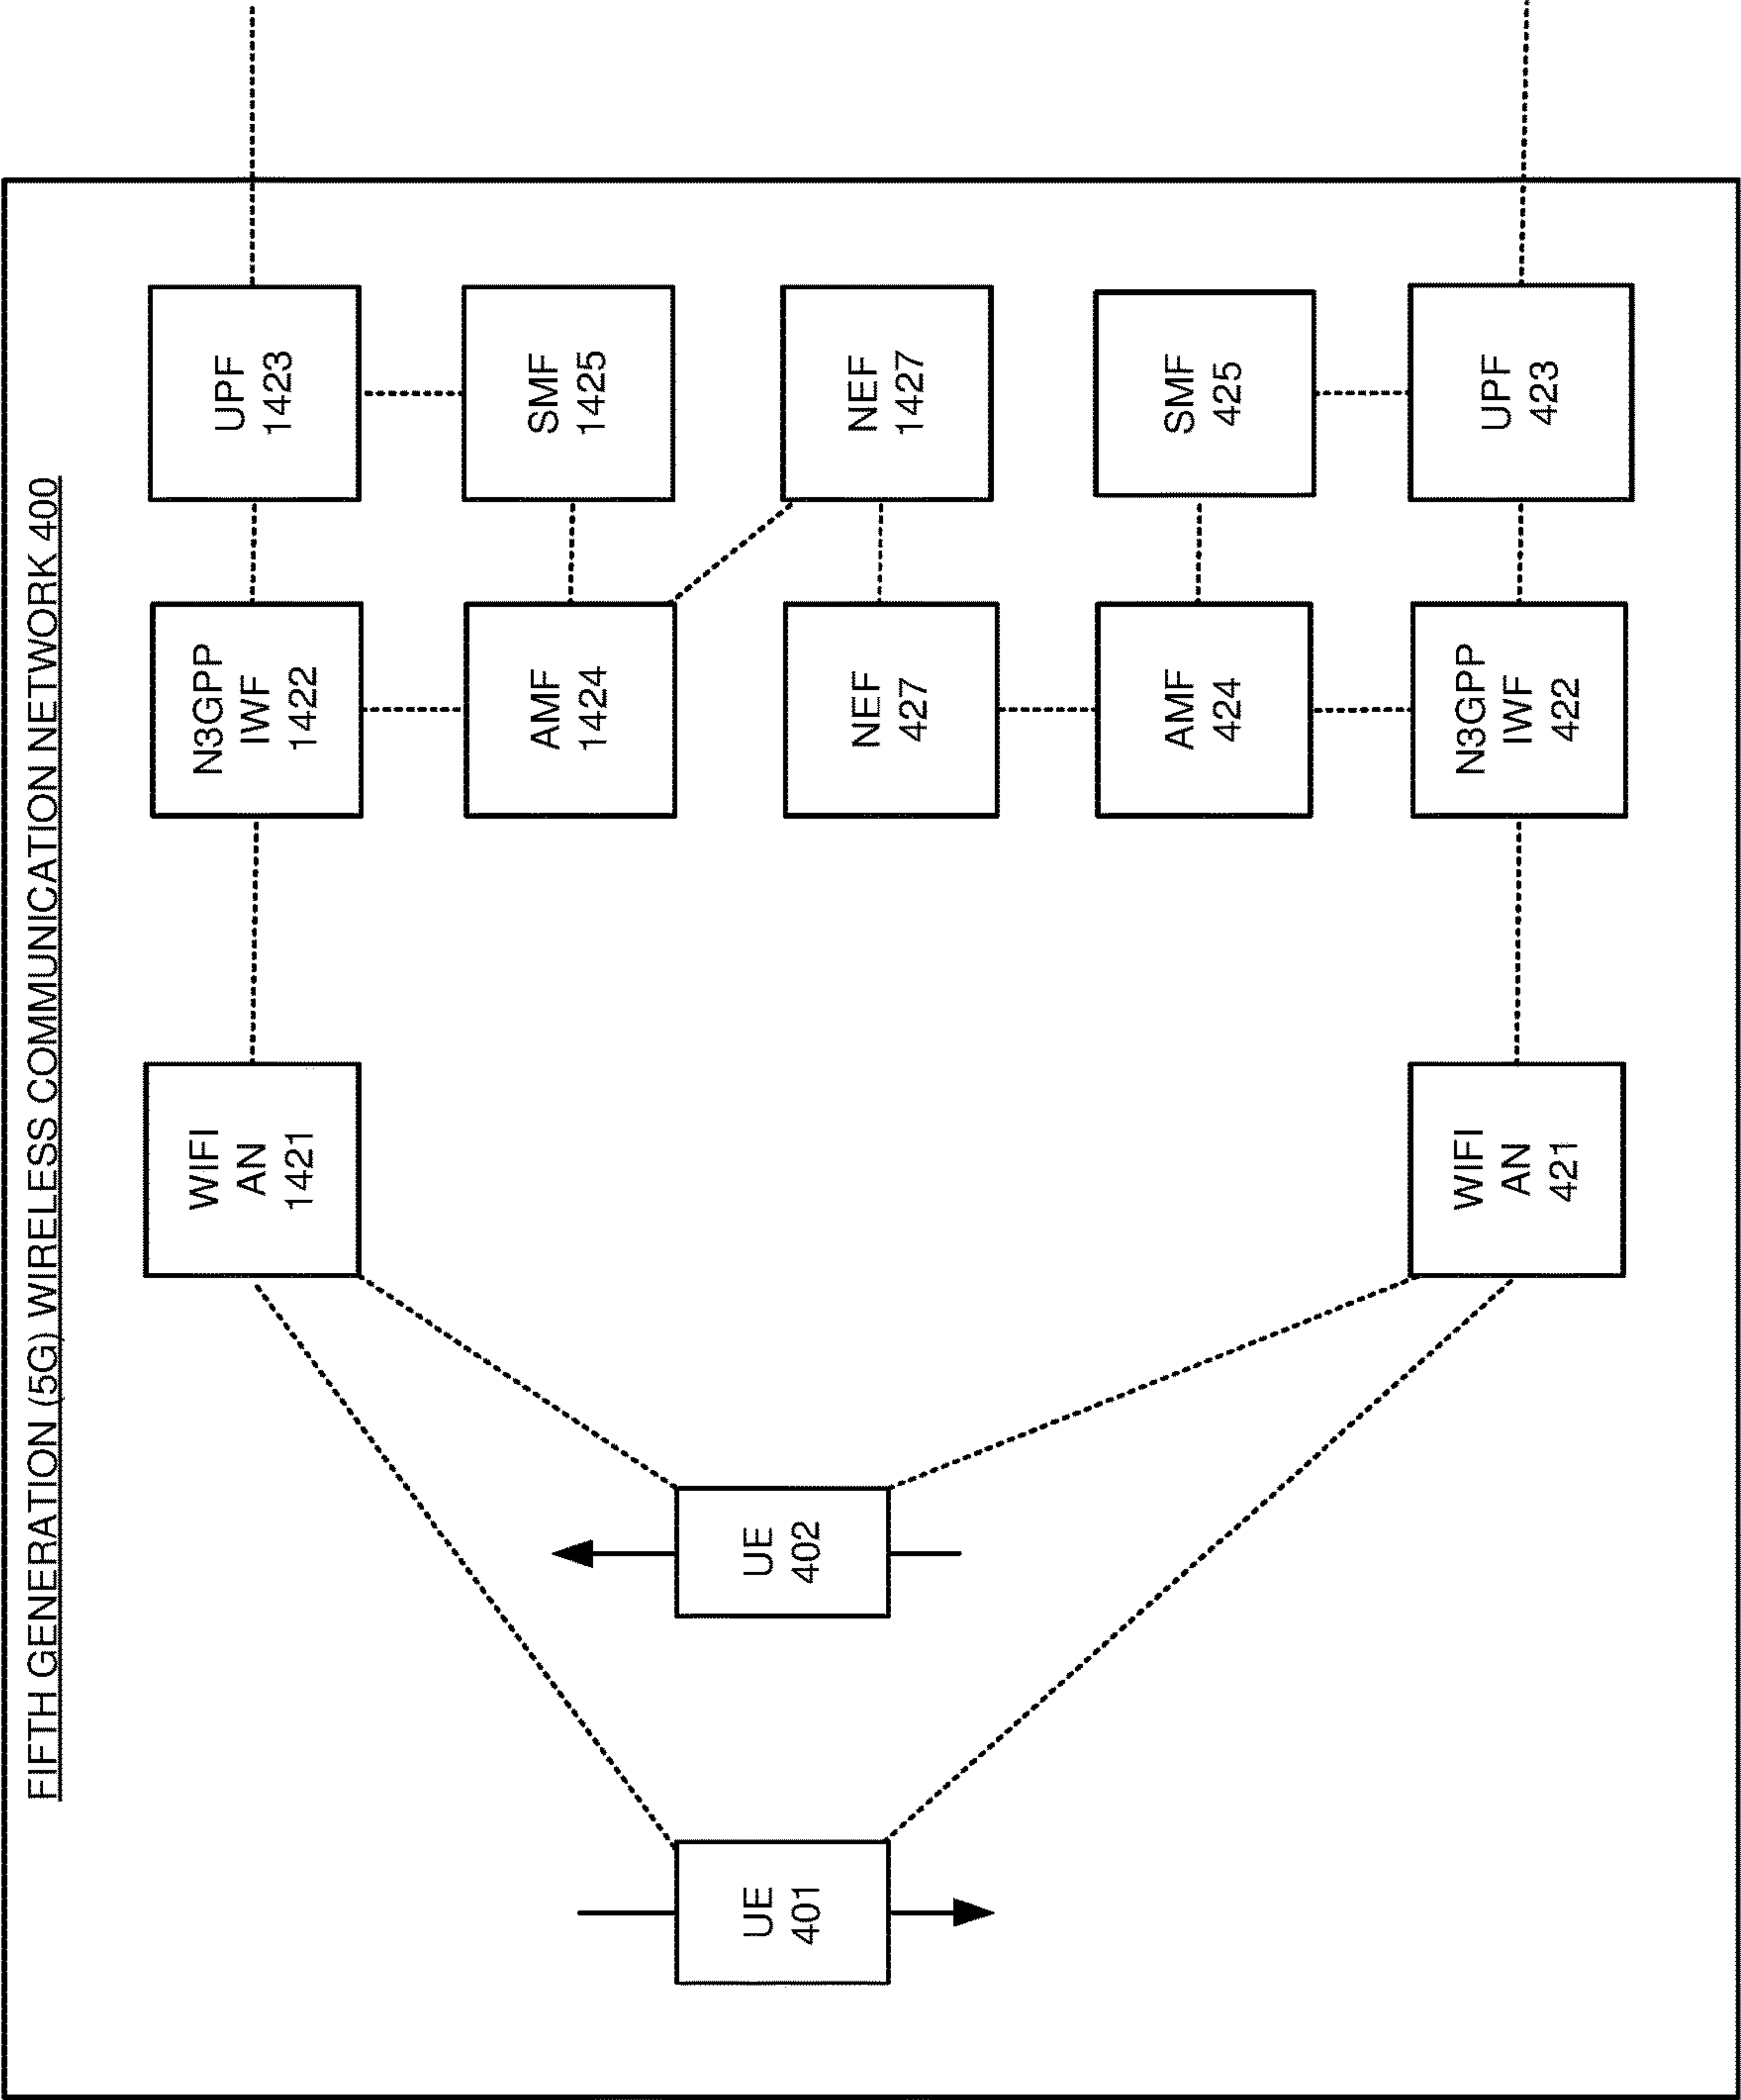 FIFTH GENERATION (5G) WIRELESS COMMUNICATION NETWORK 400
WIFI
AN
1421
N3GPP
IWF
1422
UPF
1423
AMF
1424
SMF
1425
UE
401
UE
402
NEF
427
NEF
1427
AMF
424
SMF
425
WIFI
AN
421
N3GPP
IWF
422
UPF
423